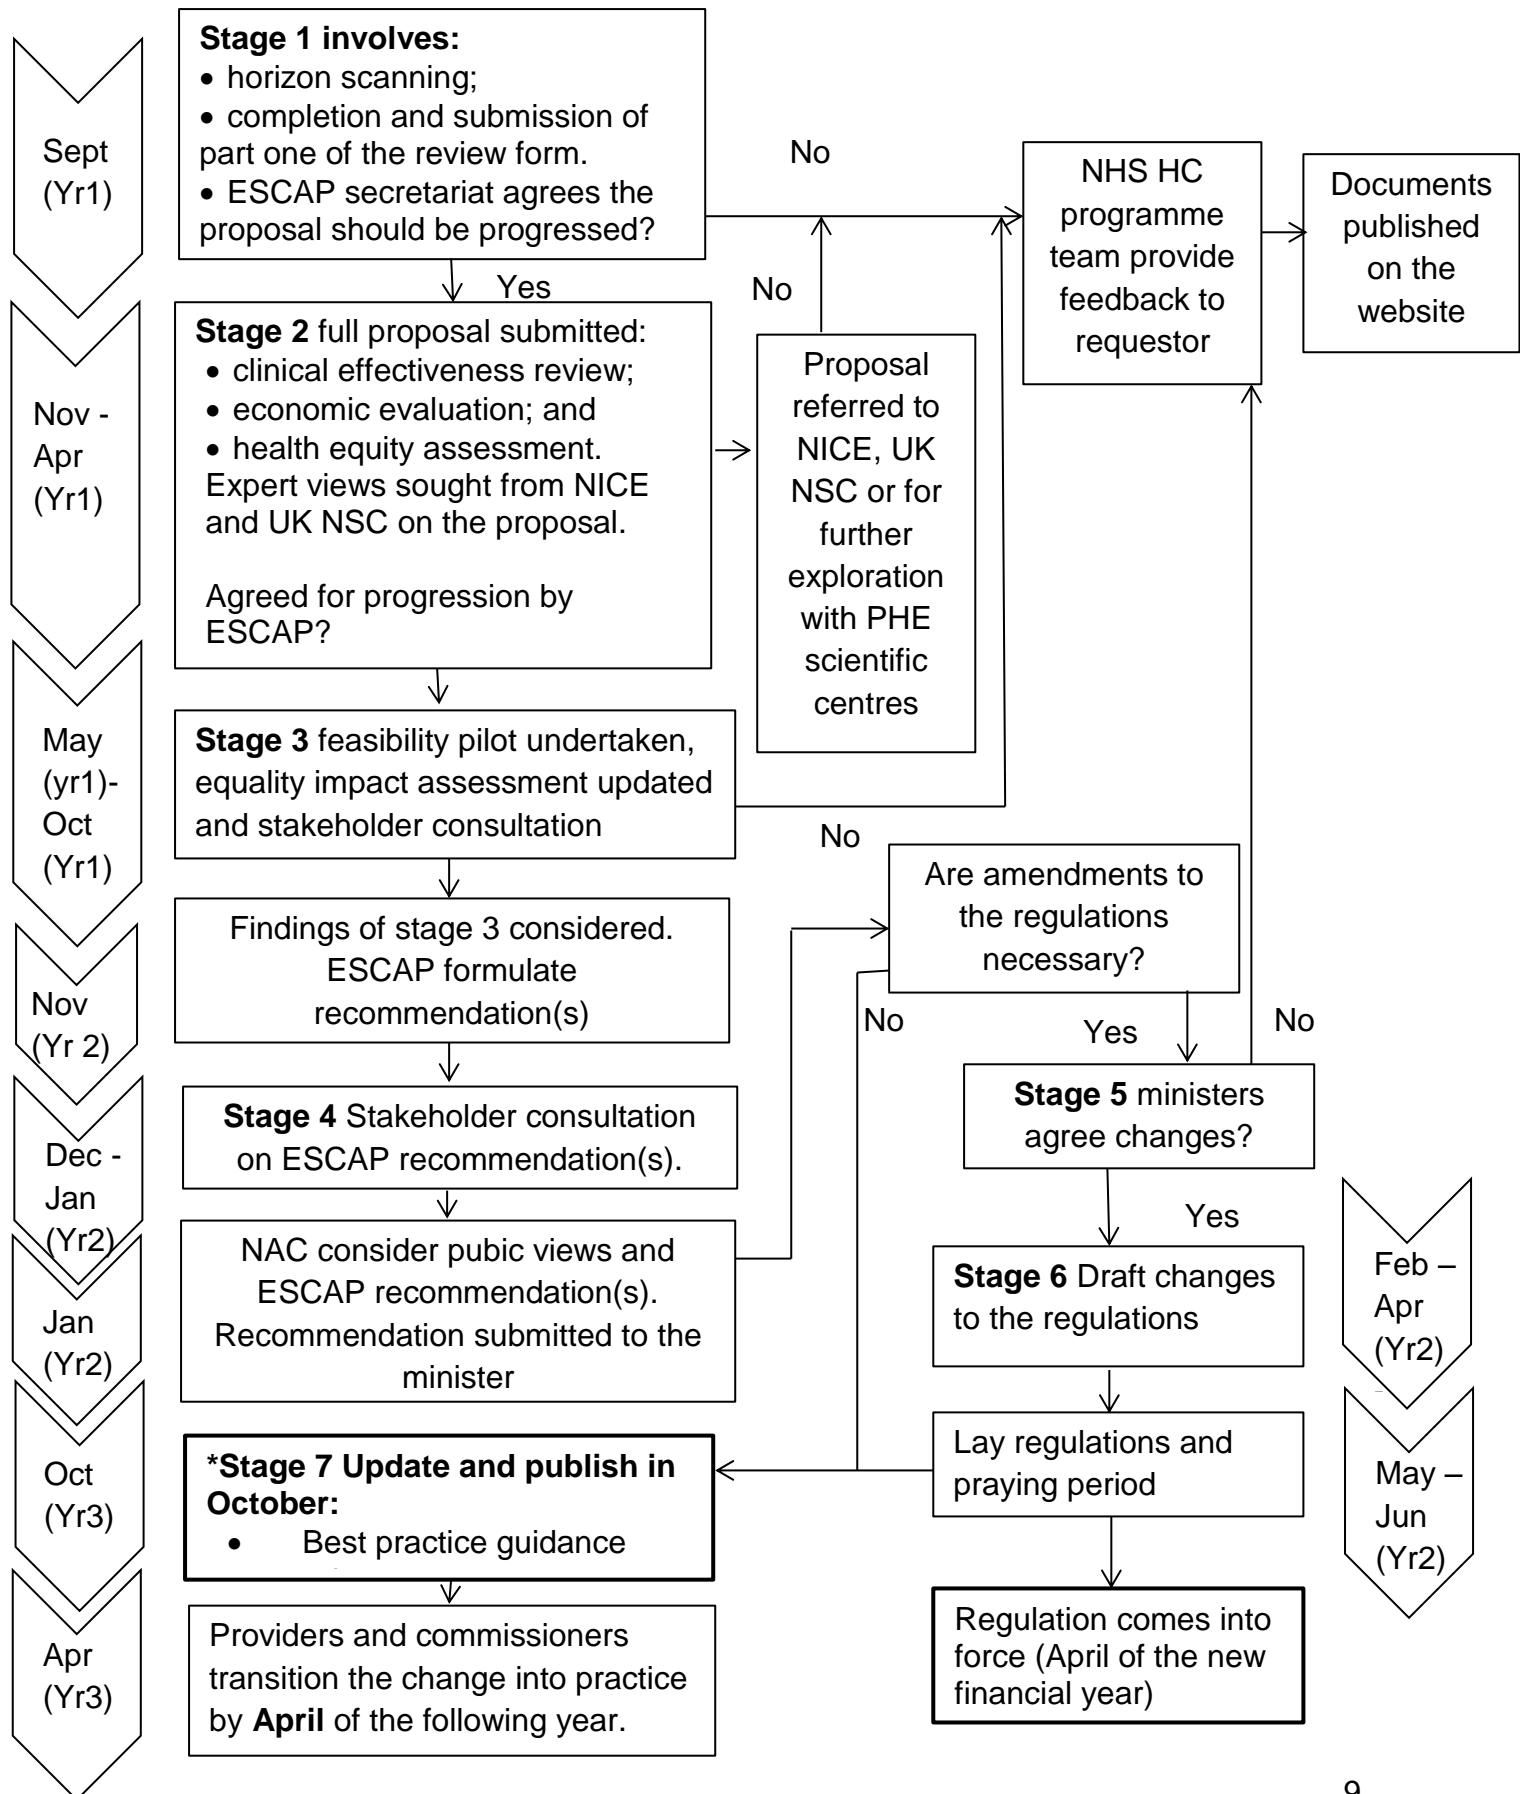 Stage 1 involves:
• horizon scanning;
• completion and submission of
part one of the review form.
• ESCAP secretariat agrees the
proposal should be progressed?
Sept
(Yr1)
No
NHS HC
programme
team provide
feedback to
requestor
Documents
published
on the
website
Yes
No
Stage 2 full proposal submitted:
• clinical effectiveness review;
• economic evaluation; and
• health equity assessment.
Expert views sought from NICE
and UK NSC on the proposal.
Agreed for progression by
ESCAP?
Nov -
Apr
(Yr1)
Proposal
referred to
NICE, UK
NSC or for
further
exploration
with PHE
scientific
centres
May
(yr1)-
Oct
(Yr1)
Stage 3 feasibility pilot undertaken,
equality impact assessment updated
and stakeholder consultation
No
Are amendments to
the regulations
necessary?
Findings of stage 3 considered.
ESCAP formulate
recommendation(s)
Nov
(Yr 2)
No
Yes
No
Stage 5 ministers
agree changes?
Stage 4 Stakeholder consultation
on ESCAP recommendation(s).
Dec -
Jan
(Yr2)
Yes
NAC consider pubic views and
ESCAP recommendation(s).
Recommendation submitted to the
minister
Jan
(Yr2)
Stage 6 Draft changes
to the regulations
Feb –
Apr
(Yr2)
Oct
(Yr3)
*Stage 7 Update and publish in
October:
• Best practice guidance
Lay regulations and
praying period
May –
Jun
(Yr2)
Apr
(Yr3)
Providers and commissioners
transition the change into practice
by April of the following year.
Regulation comes into
force (April of the new
financial year)
9